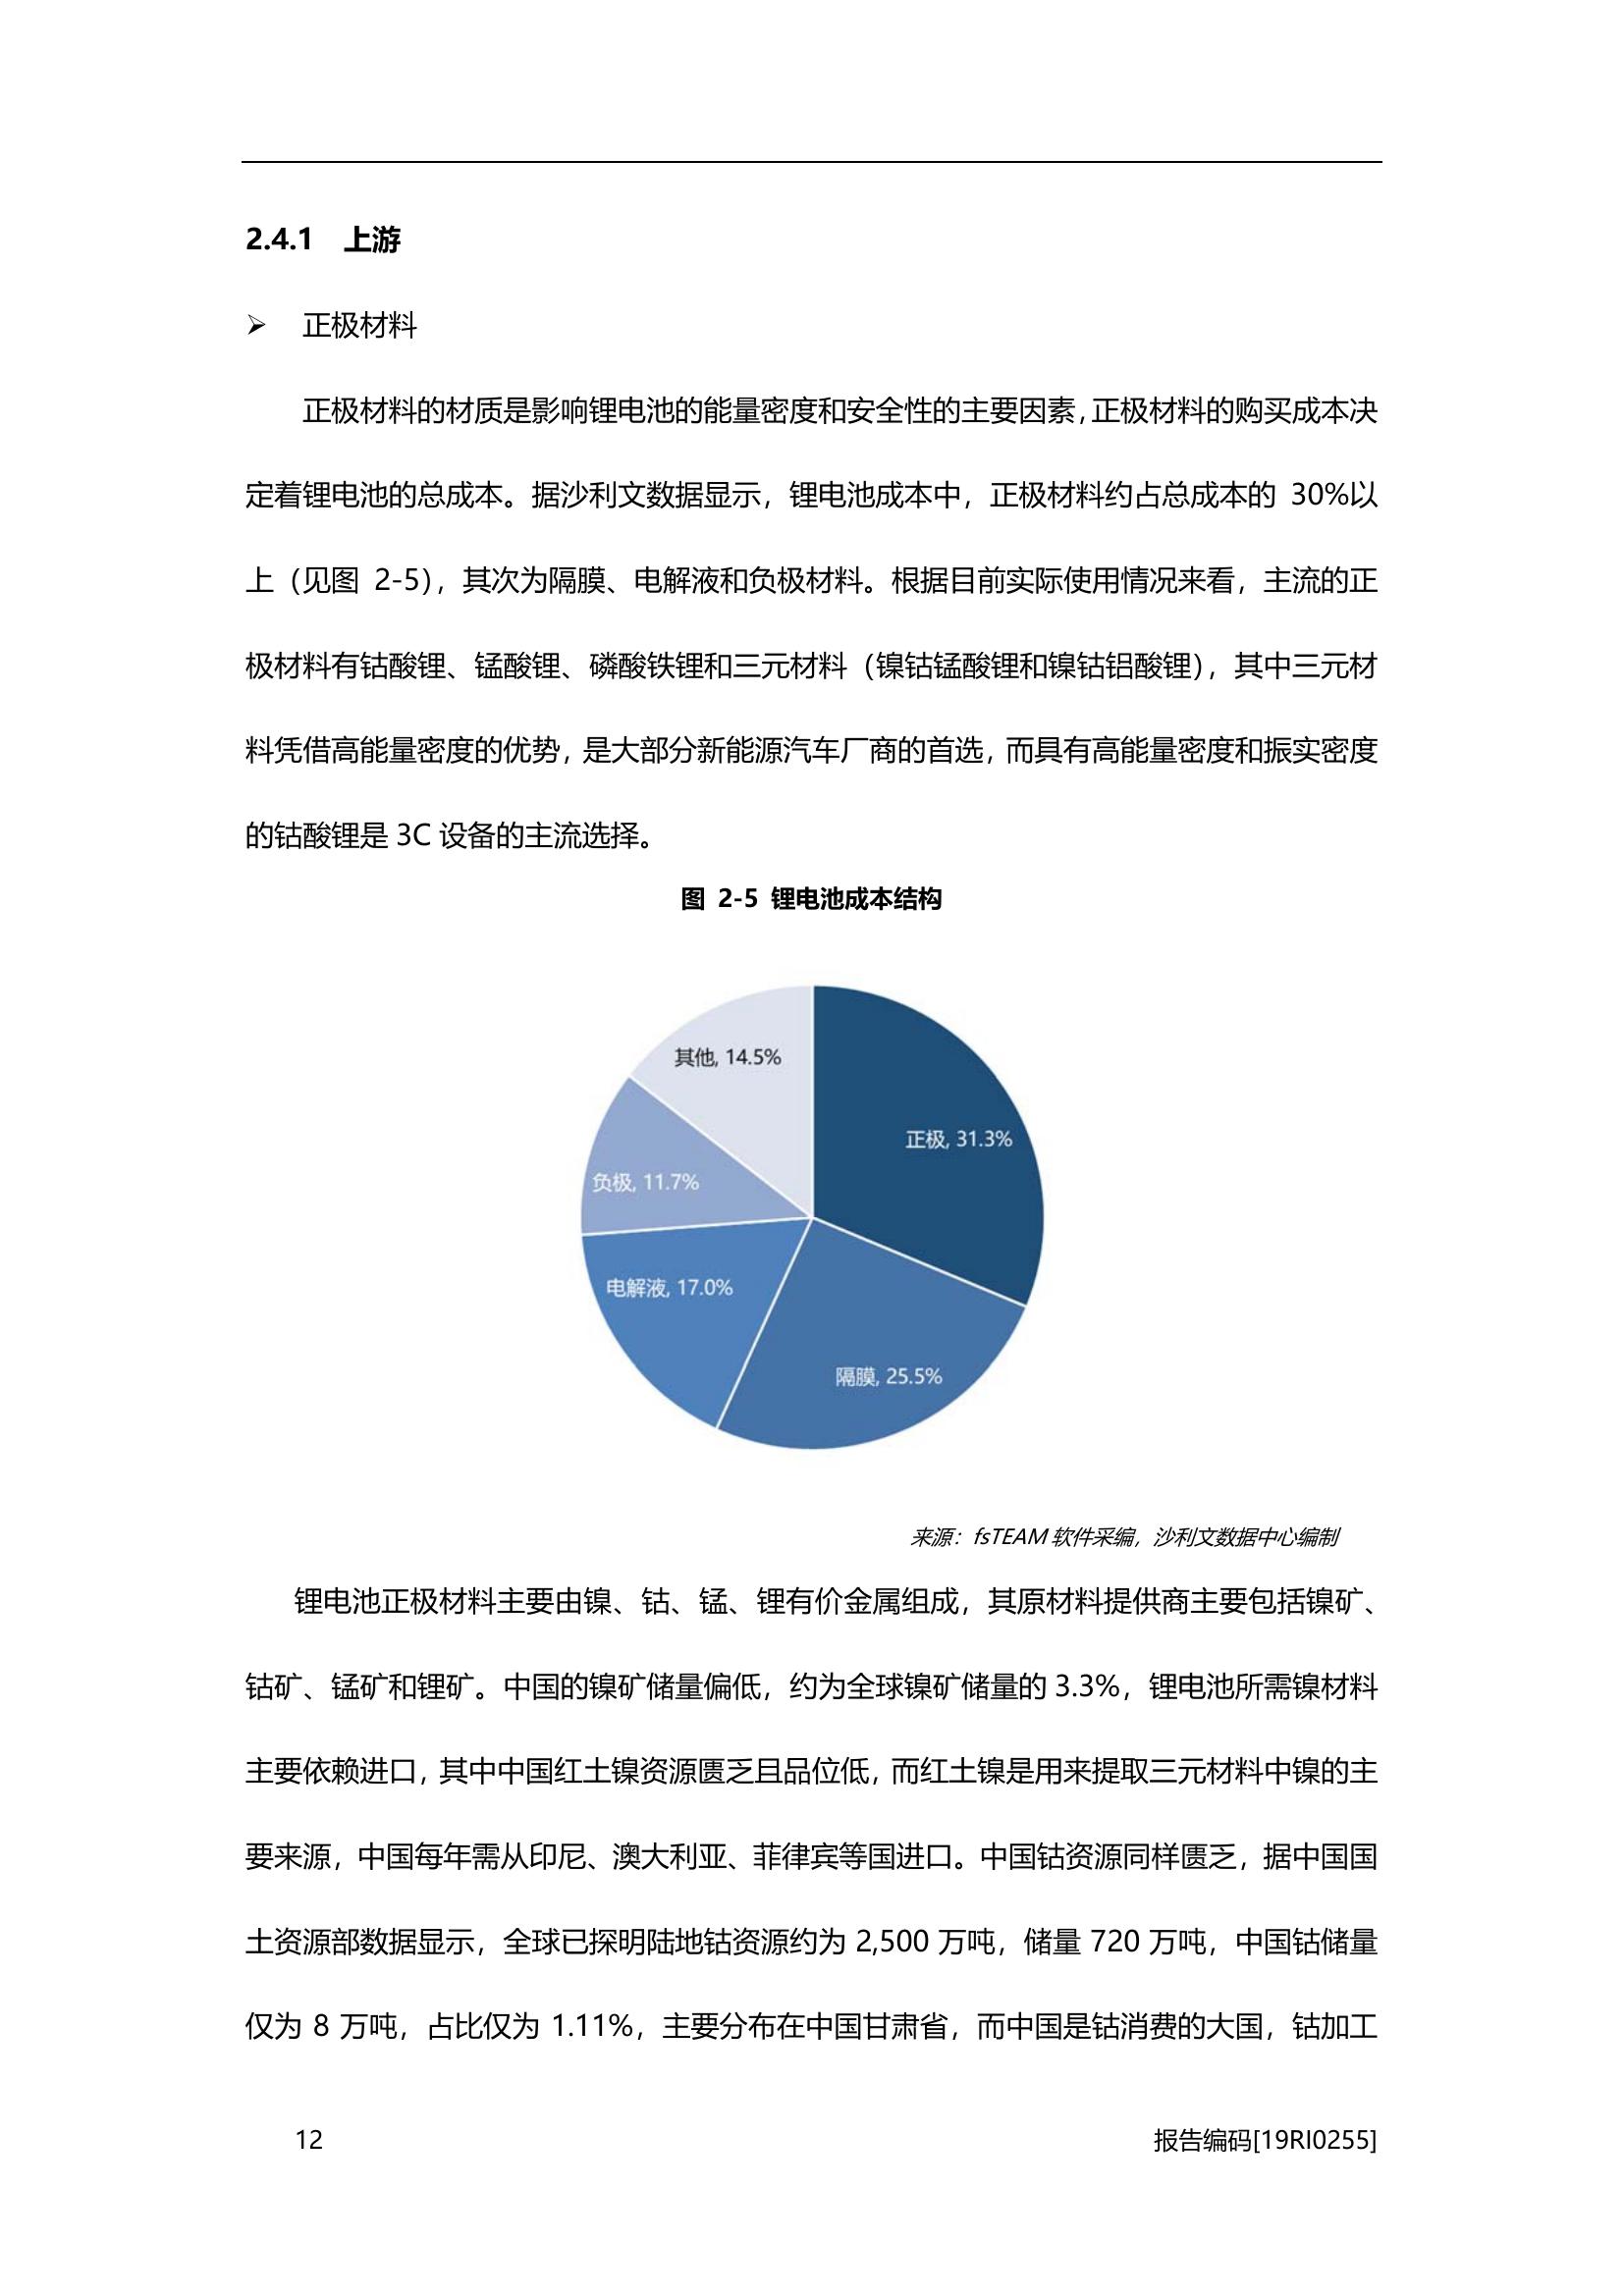 2.4.1 上游
➢ 正极材料
正极材料的材质是影响锂电池的能量密度和安全性的主要因素，正极材料的购买成本决
定着锂电池的总成本。据沙利文数据显示，锂电池成本中，正极材料约占总成本的 30%以
上（见图 2-5），其次为隔膜、电解液和负极材料。根据目前实际使用情况来看，主流的正
极材料有钴酸锂、锰酸锂、磷酸铁锂和三元材料（镍钴锰酸锂和镍钴铝酸锂），其中三元材
料凭借高能量密度的优势，是大部分新能源汽车厂商的首选，而具有高能量密度和振实密度
的钴酸锂是 3C 设备的主流选择。
图 2-5 锂电池成本结构
其他, 14.5%
正极, 31.3%
负极, 11.7%
电解液, 17.0%
隔膜, 25.5%
来源：fsTEAM 软件采编，沙利文数据中心编制
锂电池正极材料主要由镍、钴、锰、锂有价金属组成，其原材料提供商主要包括镍矿、
钴矿、锰矿和锂矿。中国的镍矿储量偏低，约为全球镍矿储量的 3.3%，锂电池所需镍材料
主要依赖进口，其中中国红土镍资源匮乏且品位低，而红土镍是用来提取三元材料中镍的主
要来源，中国每年需从印尼、澳大利亚、菲律宾等国进口。中国钴资源同样匮乏，据中国国
土资源部数据显示，全球已探明陆地钴资源约为 2,500 万吨，储量 720 万吨，中国钴储量
仅为 8 万吨，占比仅为 1.11%，主要分布在中国甘肃省，而中国是钴消费的大国，钴加工
12
报告编码[19RI0255]